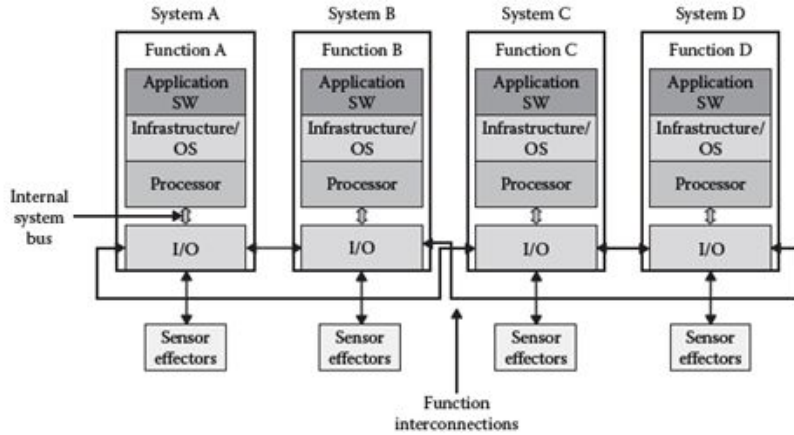 System A
System B
System C
System D
Function A
Function B
Function C
Function D
Application
SW
Application
SW
Application
SW
Application
SW
Infrastructure/
OS
Infrastructure/
OS
Infrastructure/
OS
Infrastructure/
OS
Processor
Processor
Processor
Processor
Internal
system
bus
I/O
I/O
I/O
I/O
Sensor
effectors
Sensor
effectors
Sensor
effectors
Sensor
effectors
Function
interconnections